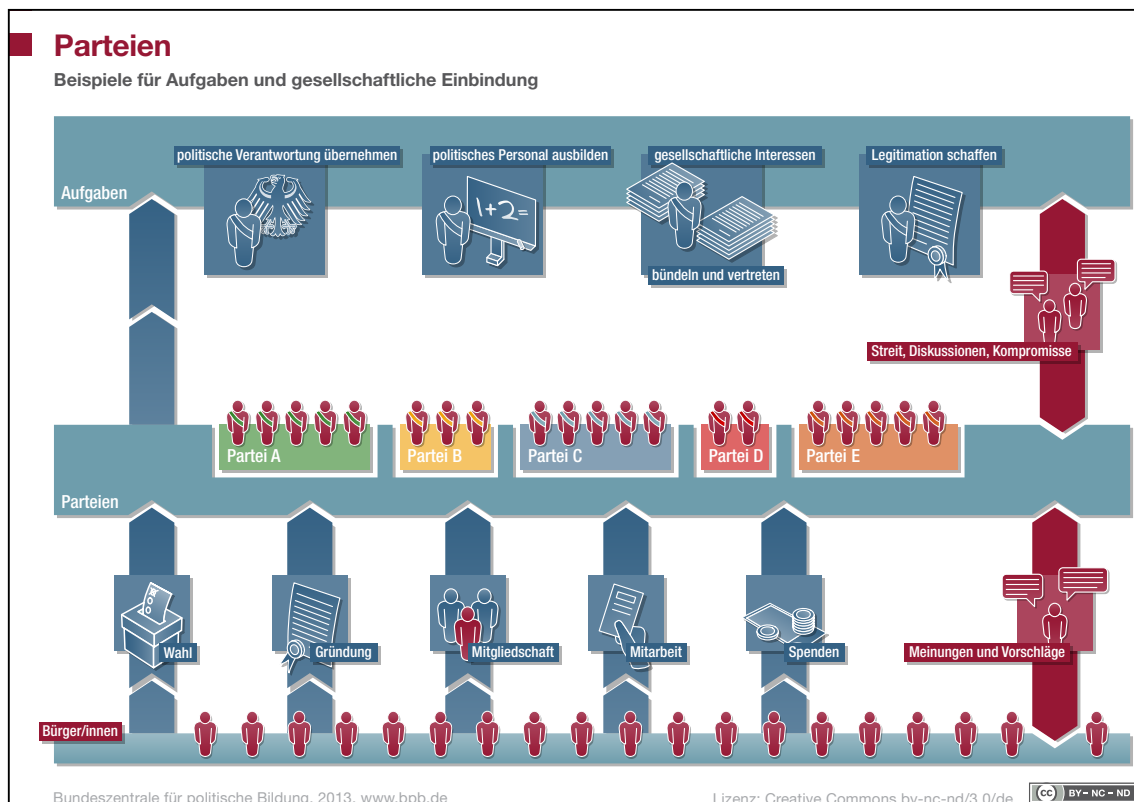 Parteien
Beispiele für Aufgaben und gesellschaftliche Einbindung
politische Verantwortung übernehmen
politisches Personal ausbilden
gesellschaftliche Interessen
Legitimation schaffen
Aufgaben
1+2=
bündeln und vertreten
Streit, Diskussionen, Kompromisse
Partei A
Partei B
Partei C
Partei D
Partei E
Parteien
Wahl
Gründung
Mitgliedschaft
Mitarbeit
Spenden
Meinungen und Vorschläge
Bürger/innen
Bundeszentrale für politische Bildung, 2013, www.bpb.de
Lizenz: Creative Commons by-nc-nd/3.0/de
cc BY - NC - ND